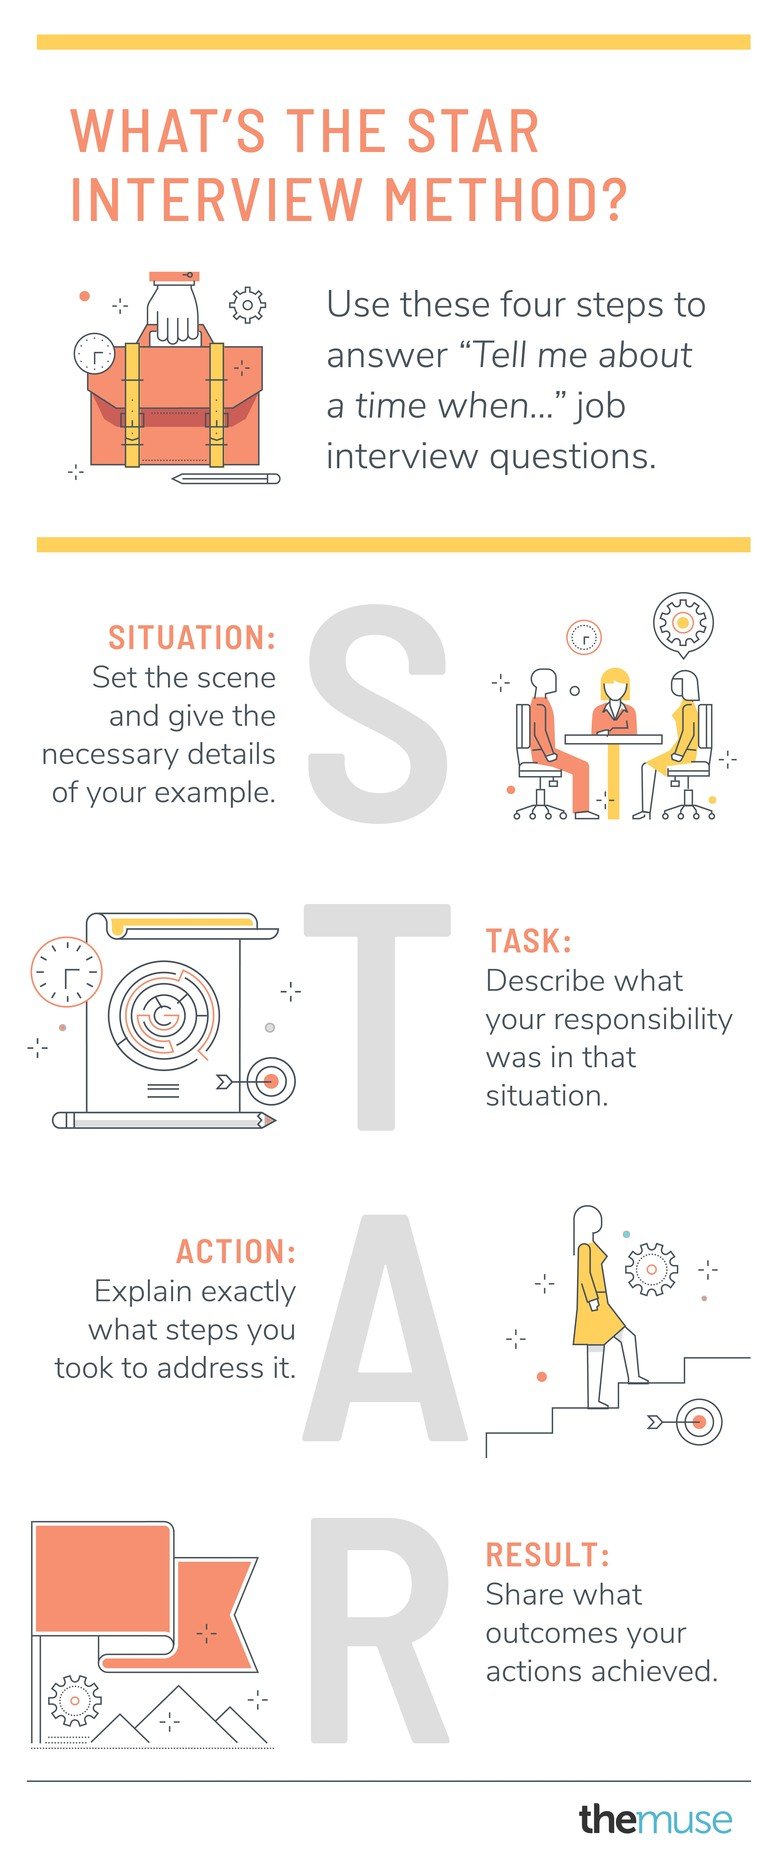 WHAT'S THE STAR
INTERVIEW METHOD?
Use these four steps to
answer “Tell me about
a time when...” job
interview questions.
S
SITUATION:
Set the scene
and give the
necessary details
of your example.
T
TASK:
Describe what
your responsibility
was in that
situation.
A
ACTION:
Explain exactly
what steps you
took to address it.
R
RESULT:
Share what
outcomes your
actions achieved.
themuse